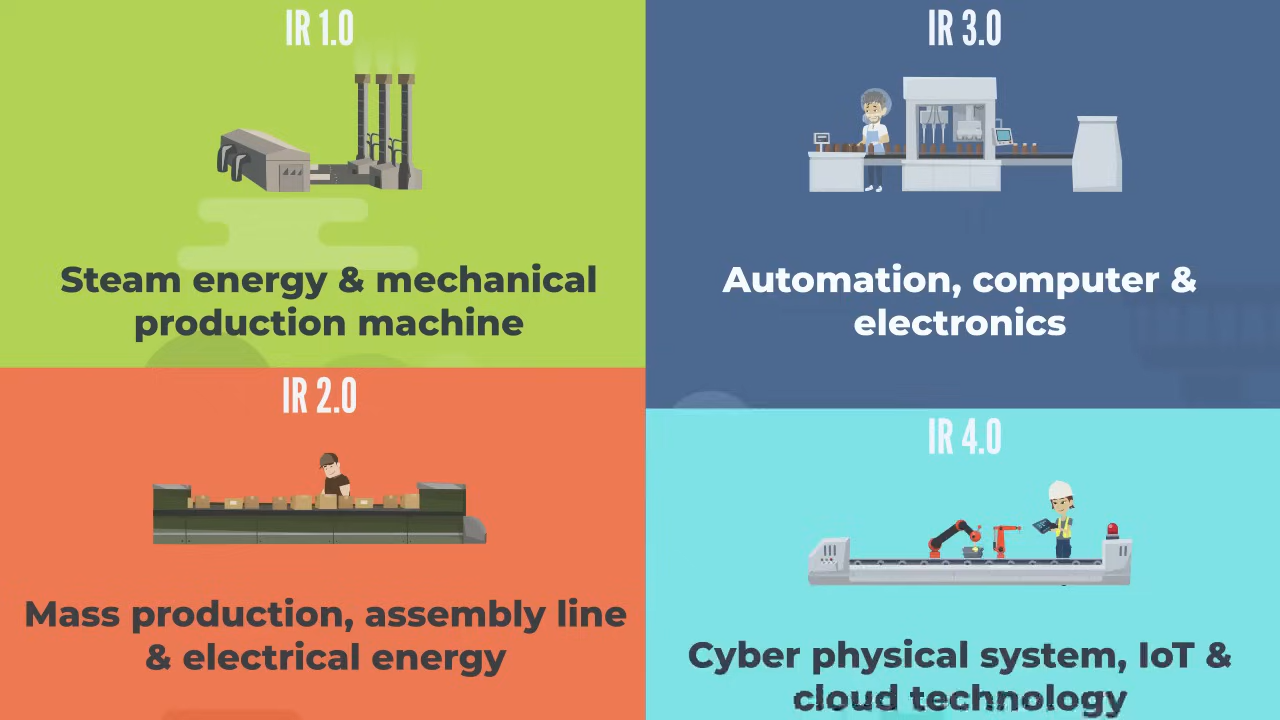 IR 1.0
Steam energy & mechanical
production machine
IR 2.0
Mass production, assembly line
& electrical energy
IR 3.0
Automation, computer &
electronics
IR 4.0
Cyber physical system, IoT &
cloud technology